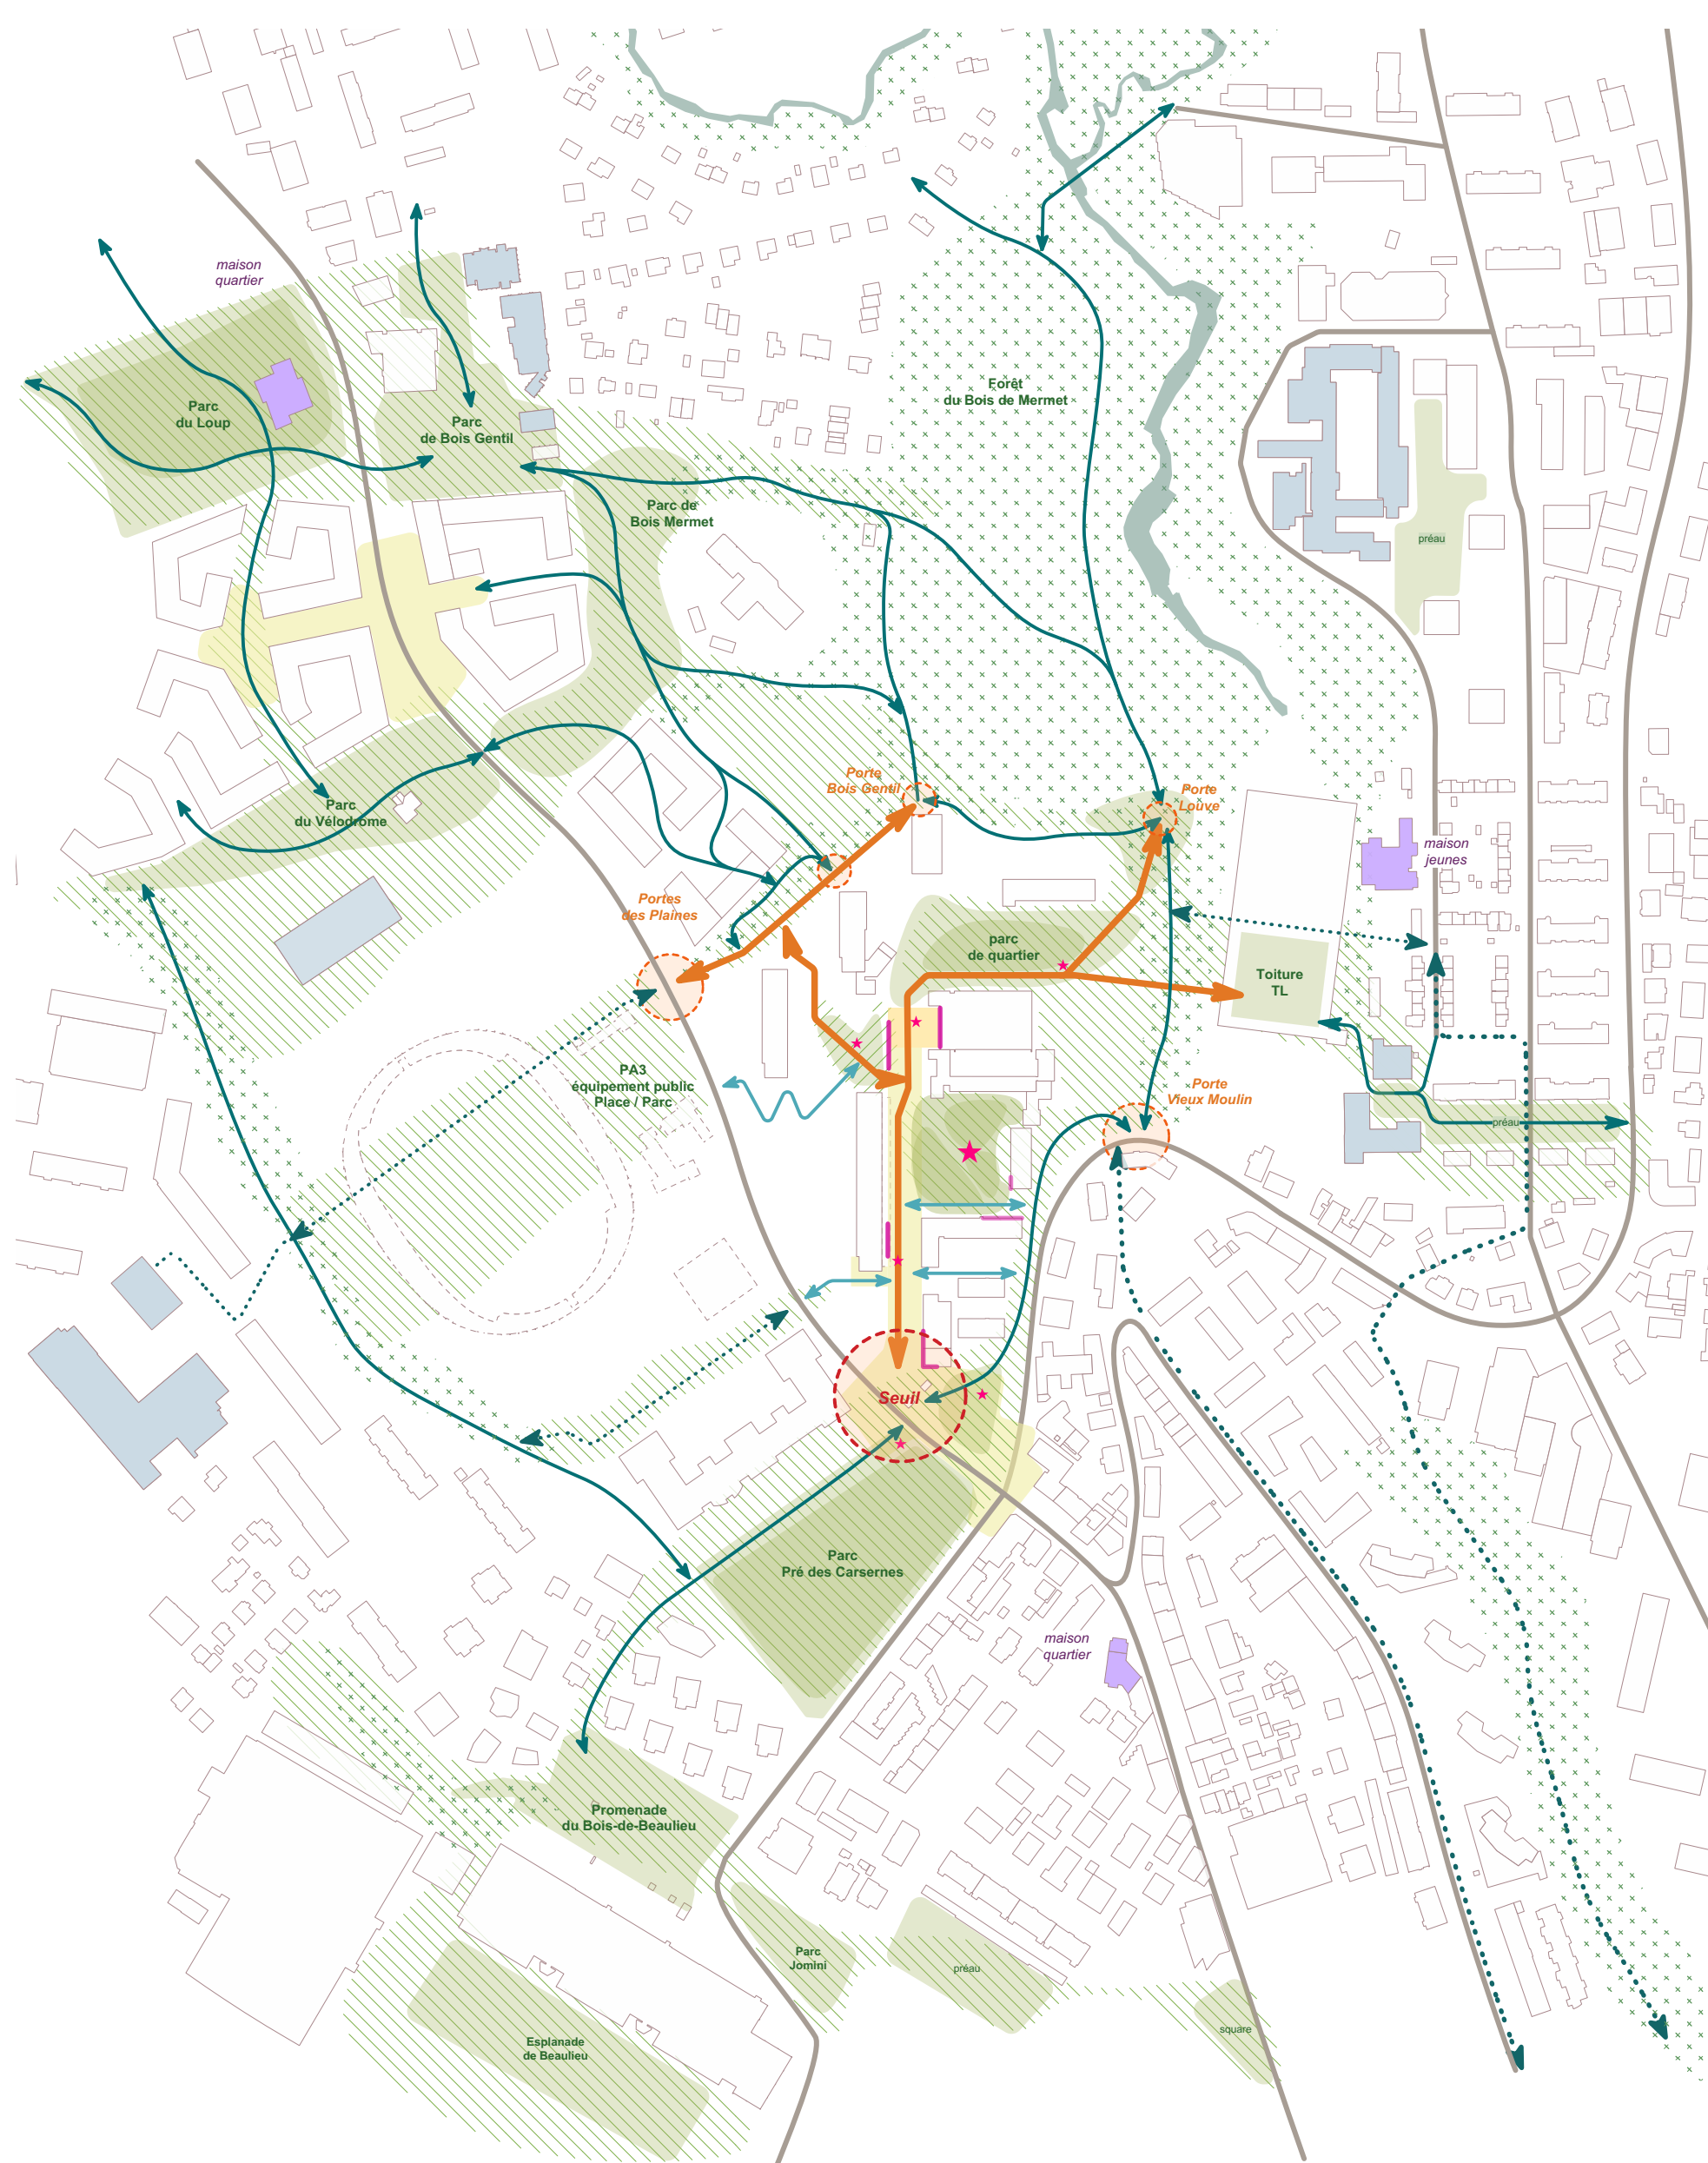 maison
quartier
Parc
du Loup
Parc
de Bois Gentil
Forêt
du Bois de Mermet
Parc de
Bois Mermet
préau
Porte
Bois Gentil
Porte
Louve
Parc
du Vélodrome
maison
jeunes
Portes
des Plaines
parc
de quartier
Toiture
TL
PA3
équipement public
Place / Parc
Porte
Vieux Moulin
préau
Seuil
Parc
Pré des Carsernes
maison
quartier
Promenade
du Bois-de-Beaulieu
Parc
Jomini
préau
square
Esplanade
de Beaulieu